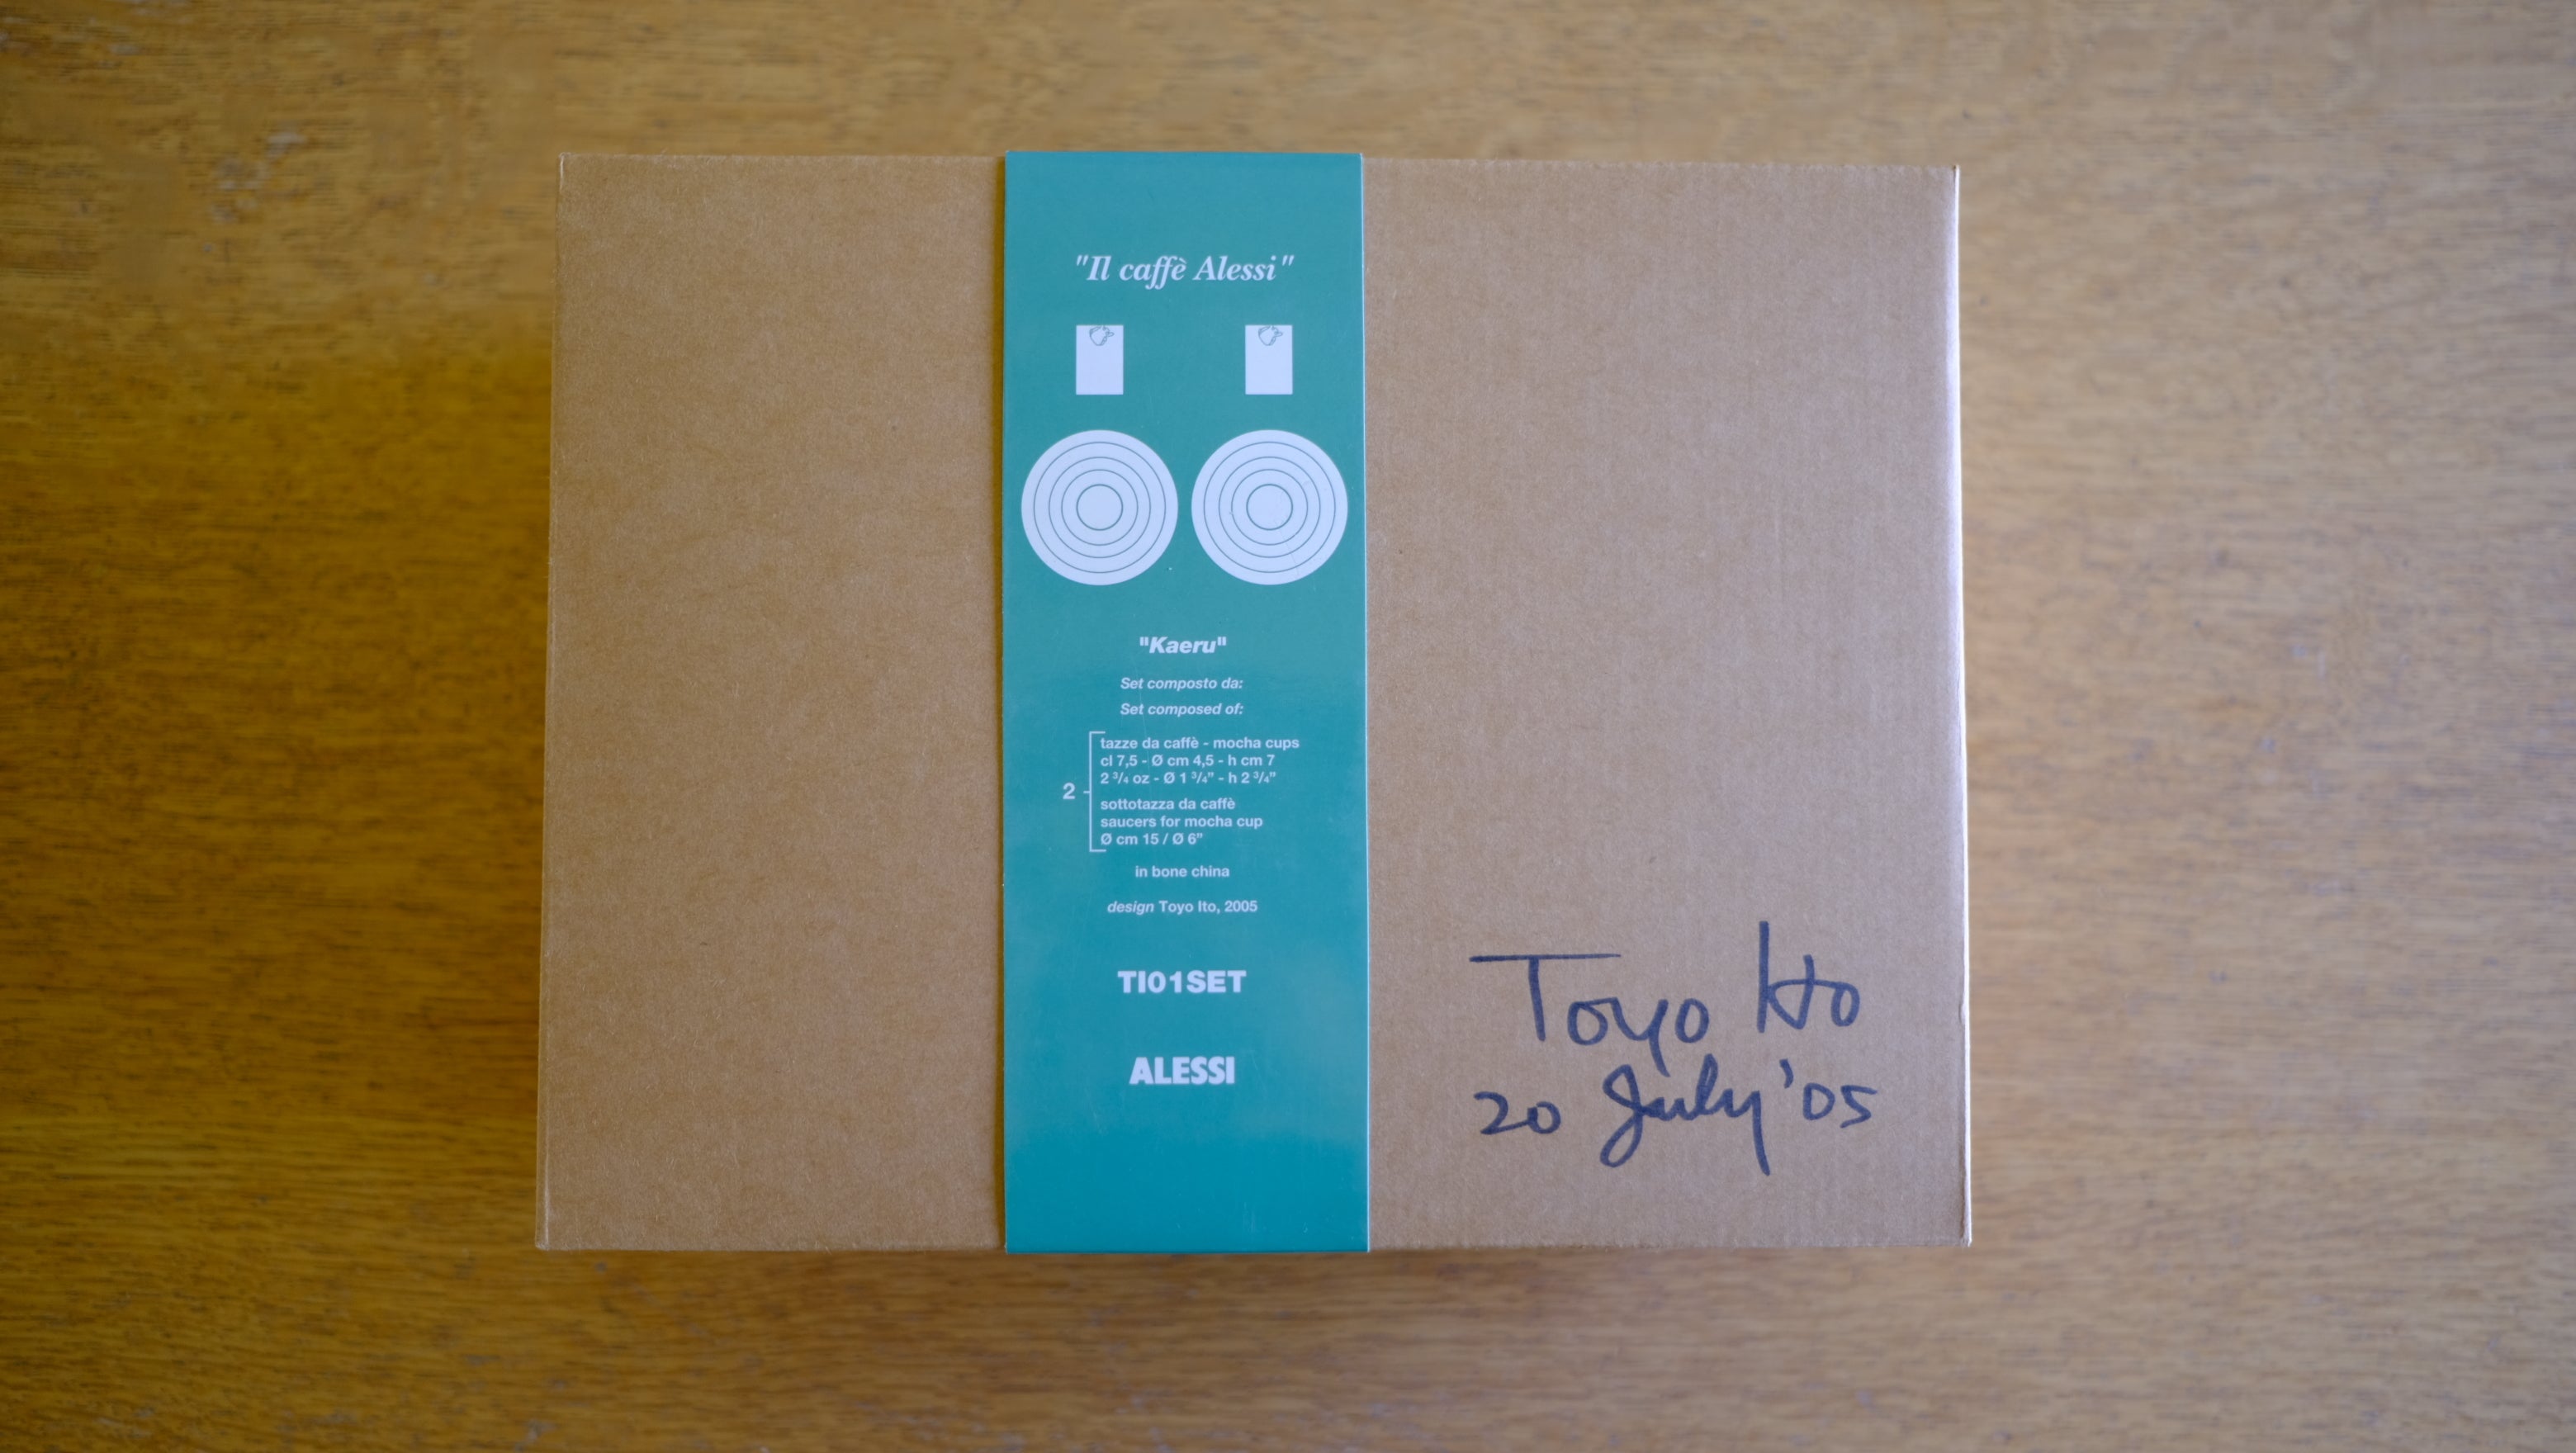 "Il caffè Alessi"
"Kaeru"
Set composto da:
Set composed of:
tazze da caffè - mocha cups
cl 7,5 - Ø cm 4,5 - h cm 7
2 3/4 oz - Ø 1 3/4” - h 2 3/4”
2
sottotazza da caffè
saucers for mocha cup
Ø cm 15 / Ø 6”
in bone china
design Toyo Ito, 2005
TI01SET
ALESSI
Toyo Ito
20 July '05